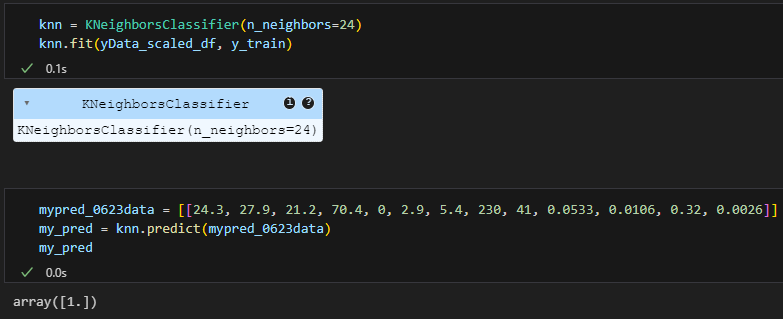 knn = KNeighborsClassifier(n_neighbors=24)
knn.fit(yData_scaled_df, y_train)
✓ 0.1s
▾ KNeighborsClassifier i ?
KNeighborsClassifier(n_neighbors=24)
mypred_0623data = [[24.3, 27.9, 21.2, 70.4, 0, 2.9, 5.4, 230, 41, 0.0533, 0.0106, 0.32, 0.0026]]
my_pred = knn.predict(mypred_0623data)
my_pred
✓ 0.0s
array([1.])